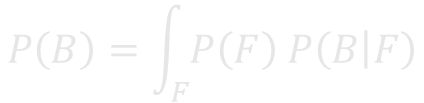 P(B) = ∫_F P(F) P(B|F)